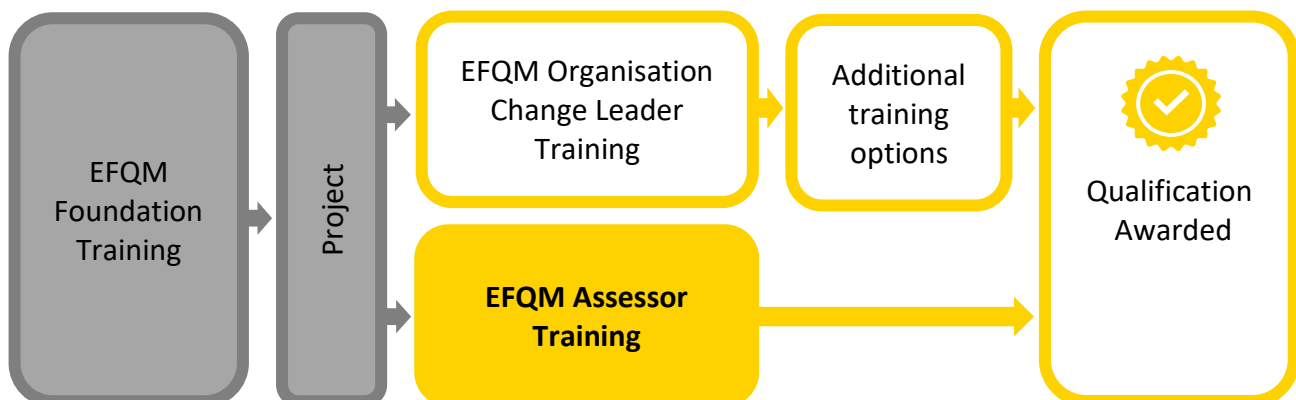 EFQM
Foundation
Training
Project
EFQM Organisation
Change Leader
Training
Additional
training
options
EFQM Assessor
Training
Qualification
Awarded